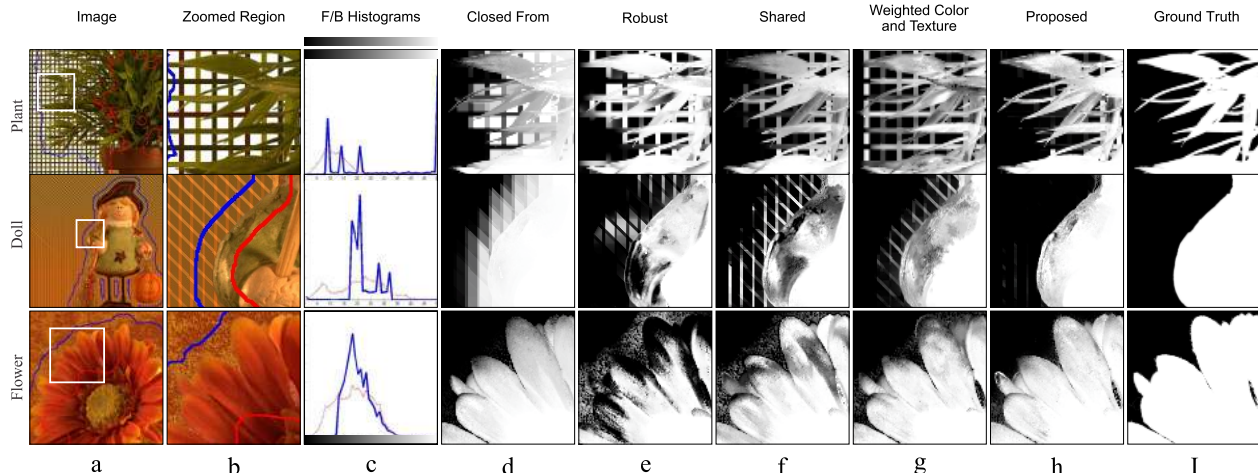 Image
Zoomed Region
F/B Histograms
Closed From
Robust
Shared
Weighted Color
and Texture
Proposed
Ground Truth
Plant
Doll
Flower
a
b
c
d
e
f
g
h
I